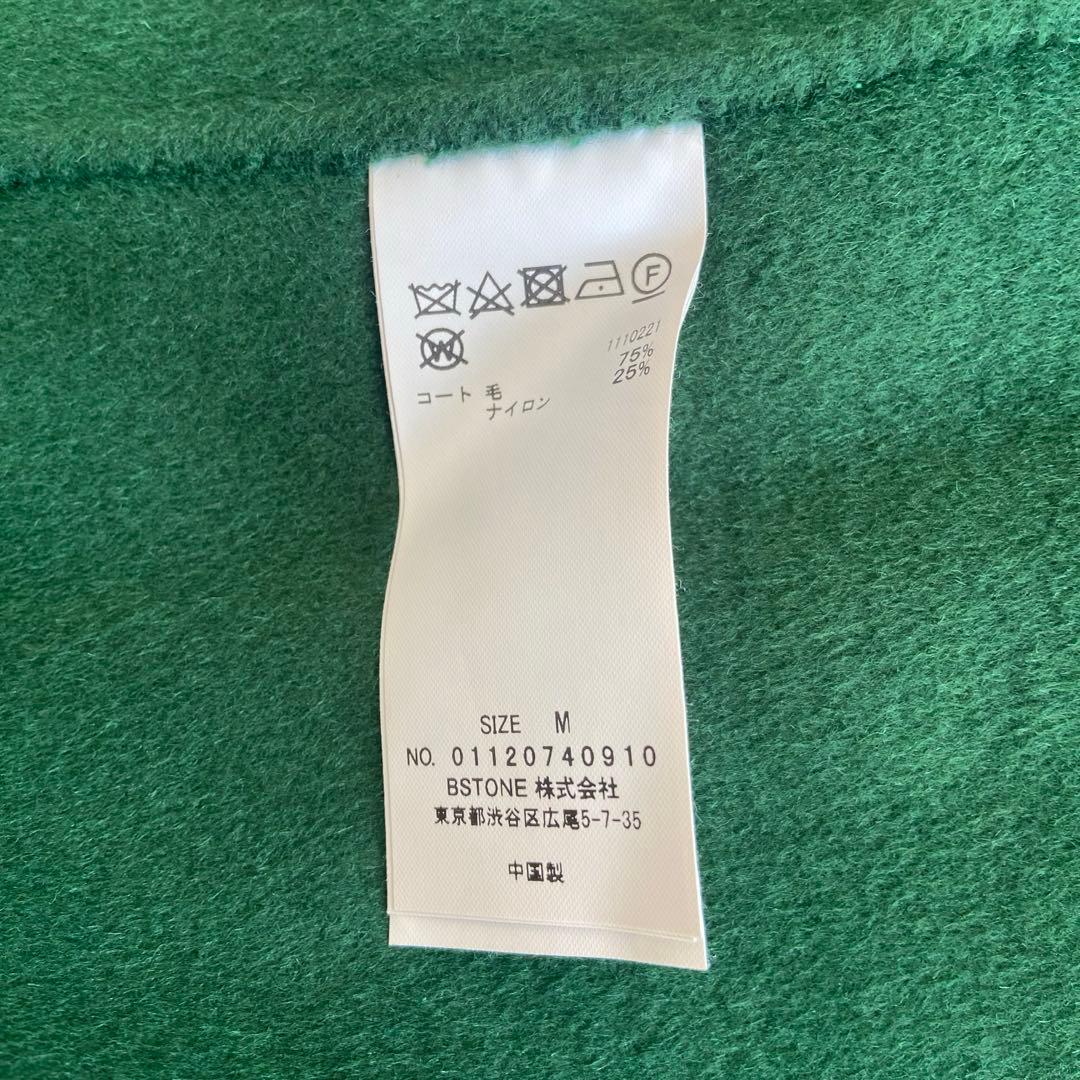 F
W
1110221
コート 毛 75%
ナイロン 25%
SIZE M
NO. 01120740910
BSTONE 株式会社
東京都渋谷区広尾5-7-35
中国製